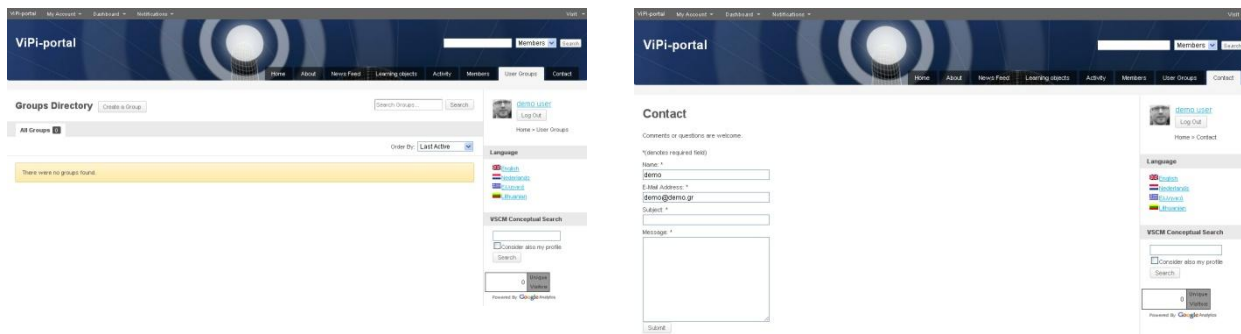 ViPi-portal My Account Dashboard Notifications Visit
ViPi-portal
Members Search
Home About News Feed Learning objects Activity Members User Groups Contact
Groups Directory Create a Group
Search Groups... Search
demo user
Log Out
Home > User Groups
All Groups 0
Order By: Last Active
There were no groups found.
Language
English
Nederlands
Ελληνικά
Lithuanian
VSCM Conceptual Search
Consider also my profile
Search
0 Unique Visitors
Powered By Google Analytics
ViPi-portal My Account Dashboard Notifications Visit
ViPi-portal
Members Search
Home About News Feed Learning objects Activity Members User Groups Contact
Contact
Comments or questions are welcome.
*(denotes required field)
Name: *
demo
E-Mail Address: *
demo@demo.gr
Subject: *
Message: *
Submit
demo user
Log Out
Home > Contact
Language
English
Nederlands
Ελληνικά
Lithuanian
VSCM Conceptual Search
Consider also my profile
Search
0 Unique Visitors
Powered By Google Analytics